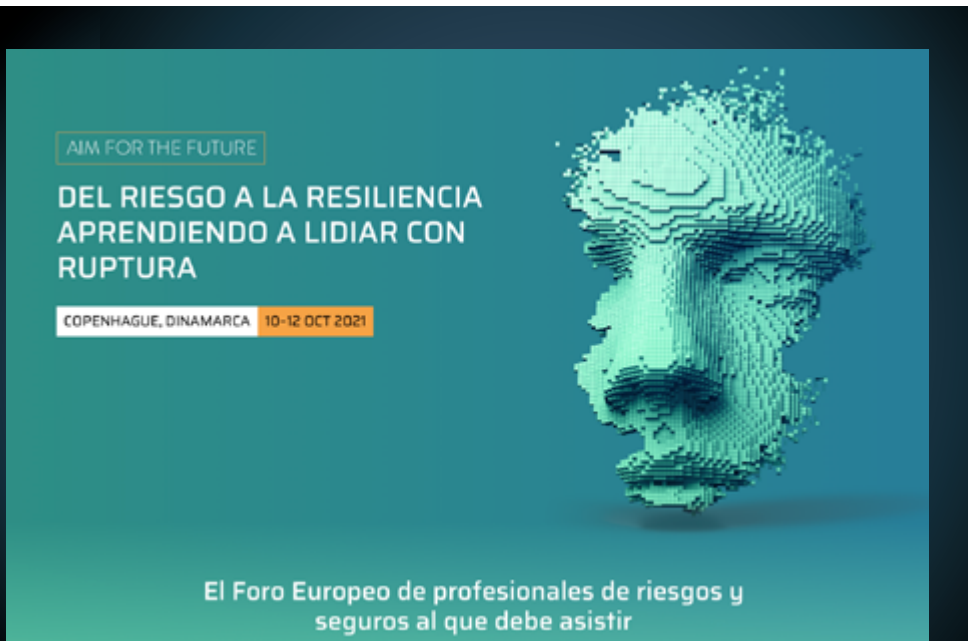 AIM FOR THE FUTURE
DEL RIESGO A LA RESILIENCIA
APRENDIENDO A LIDIAR CON
RUPTURA
COPENHAGUE, DINAMARCA 10-12 OCT 2021
El Foro Europeo de profesionales de riesgos y
seguros al que debe asistir